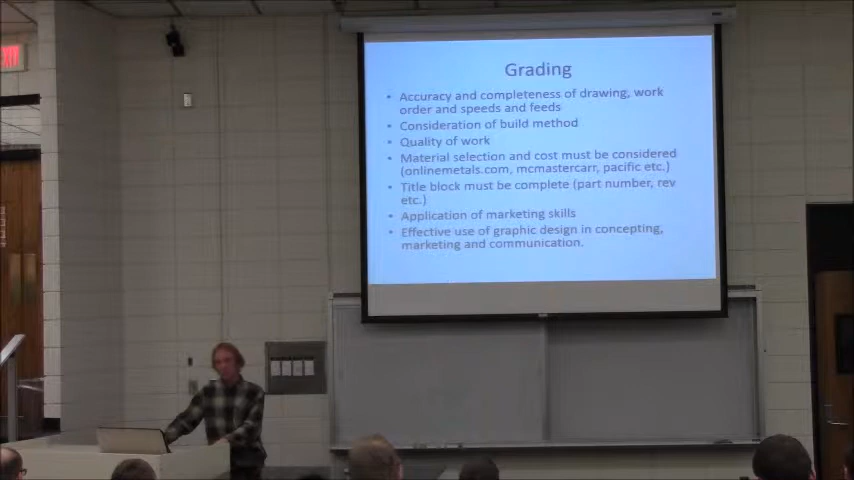 Grading
• Accuracy and completeness of drawing, work
order and speeds and feeds
• Consideration of build method
• Quality of work
• Material selection and cost must be considered
(onlinemetals.com, mcmastercarr, pacific etc.)
• Title block must be complete (part number, rev
etc.)
• Application of marketing skills
• Effective use of graphic design in concepting,
marketing and communication.